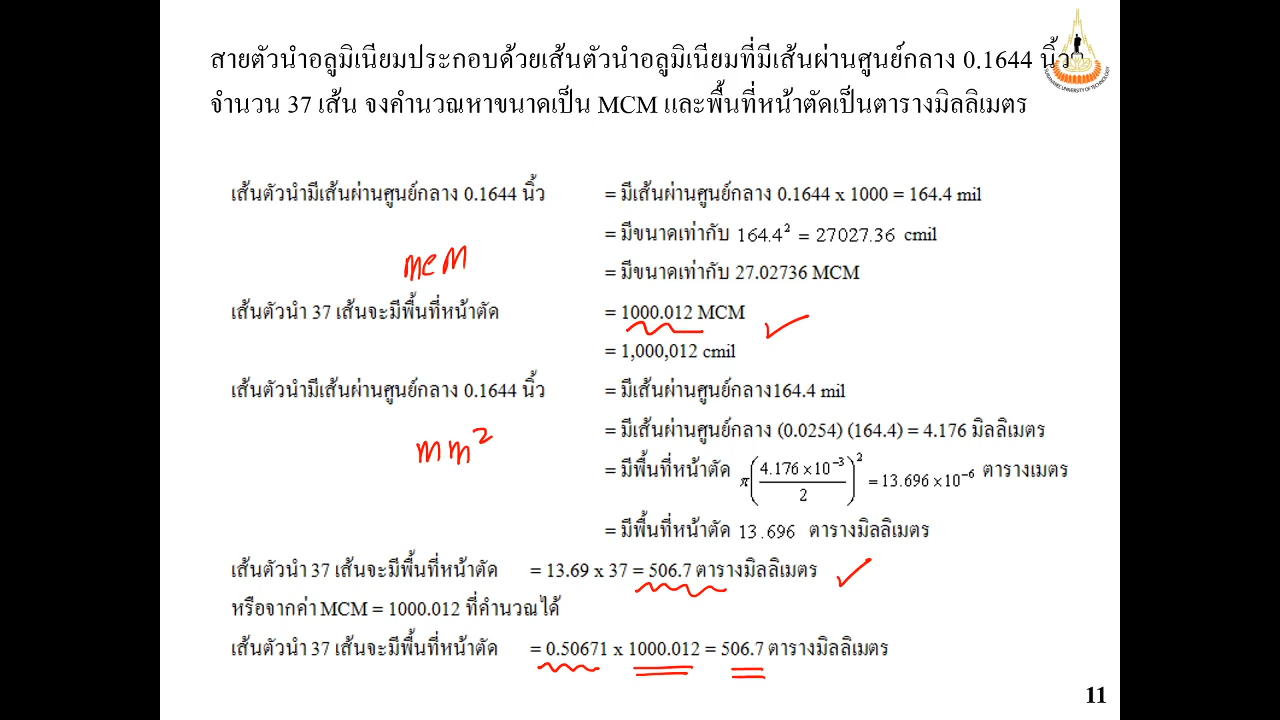 สายตัวนำอลูมิเนียมประกอบด้วยเส้นตัวนำอลูมิเนียมที่มีเส้นผ่านศูนย์กลาง 0.1644 นิ้ว
จำนวน 37 เส้น จงคำนวณหาขนาดเป็น MCM และพื้นที่หน้าตัดเป็นตารางมิลลิเมตร
SURANAREE UNIVERSITY OF TECHNOLOGY
เส้นตัวนำมีเส้นผ่านศูนย์กลาง 0.1644 นิ้ว = มีเส้นผ่านศูนย์กลาง 0.1644 x 1000 = 164.4 mil
= มีขนาดเท่ากับ 164.4² = 27027.36 cmil
MCM
= มีขนาดเท่ากับ 27.02736 MCM
เส้นตัวนำ 37 เส้นจะมีพื้นที่หน้าตัด = 1000.012 MCM
= 1,000,012 cmil
เส้นตัวนำมีเส้นผ่านศูนย์กลาง 0.1644 นิ้ว = มีเส้นผ่านศูนย์กลาง164.4 mil
= มีเส้นผ่านศูนย์กลาง (0.0254) (164.4) = 4.176 มิลลิเมตร
mm²
= มีพื้นที่หน้าตัด π(4.176×10⁻³/2)² = 13.696×10⁻⁶ ตารางเมตร
= มีพื้นที่หน้าตัด 13.696 ตารางมิลลิเมตร
เส้นตัวนำ 37 เส้นจะมีพื้นที่หน้าตัด = 13.69 x 37 = 506.7 ตารางมิลลิเมตร
หรือจากค่า MCM = 1000.012 ที่คำนวณได้
เส้นตัวนำ 37 เส้นจะมีพื้นที่หน้าตัด = 0.50671 x 1000.012 = 506.7 ตารางมิลลิเมตร
11